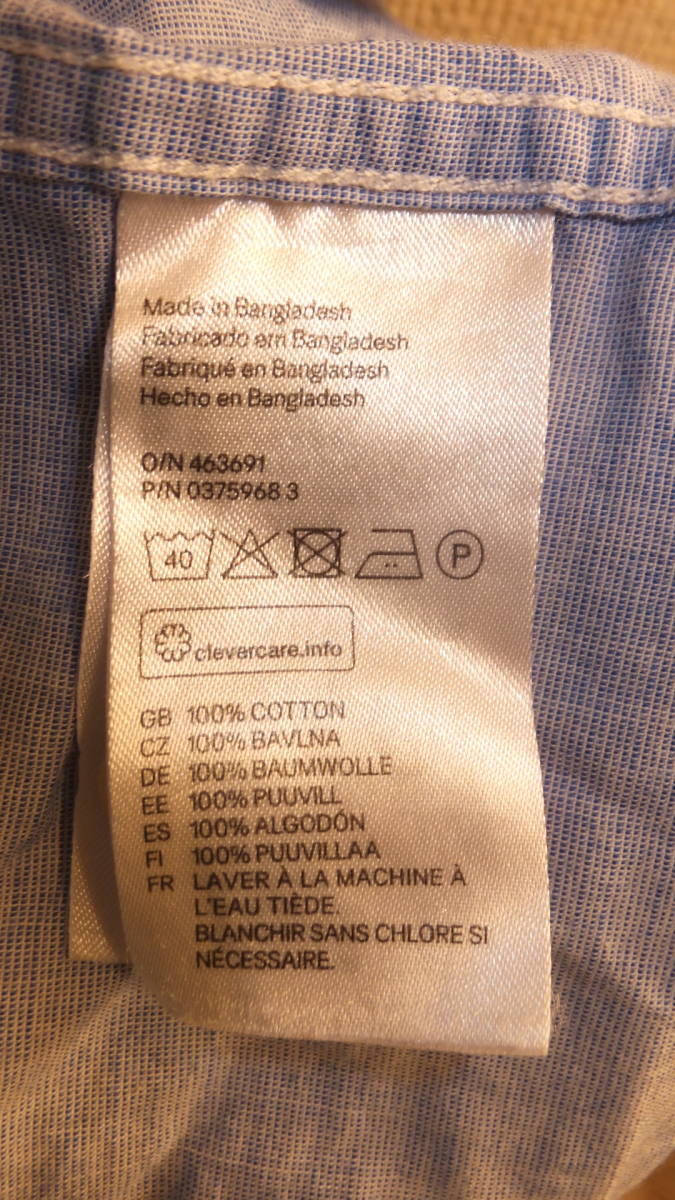 Made in Bangladesh
Fabricado em Bangladesh
Fabriqué en Bangladesh
Hecho en Bangladesh
O/N 463691
P/N 0375968 3
40 P
clevercare.info
GB 100% COTTON
CZ 100% BAVLNA
DE 100% BAUMWOLLE
EE 100% PUUVILL
ES 100% ALGODÓN
FI 100% PUUVILLAA
FR LAVER À LA MACHINE À
L'EAU TIÈDE.
BLANCHIR SANS CHLORE SI
NÉCESSAIRE.